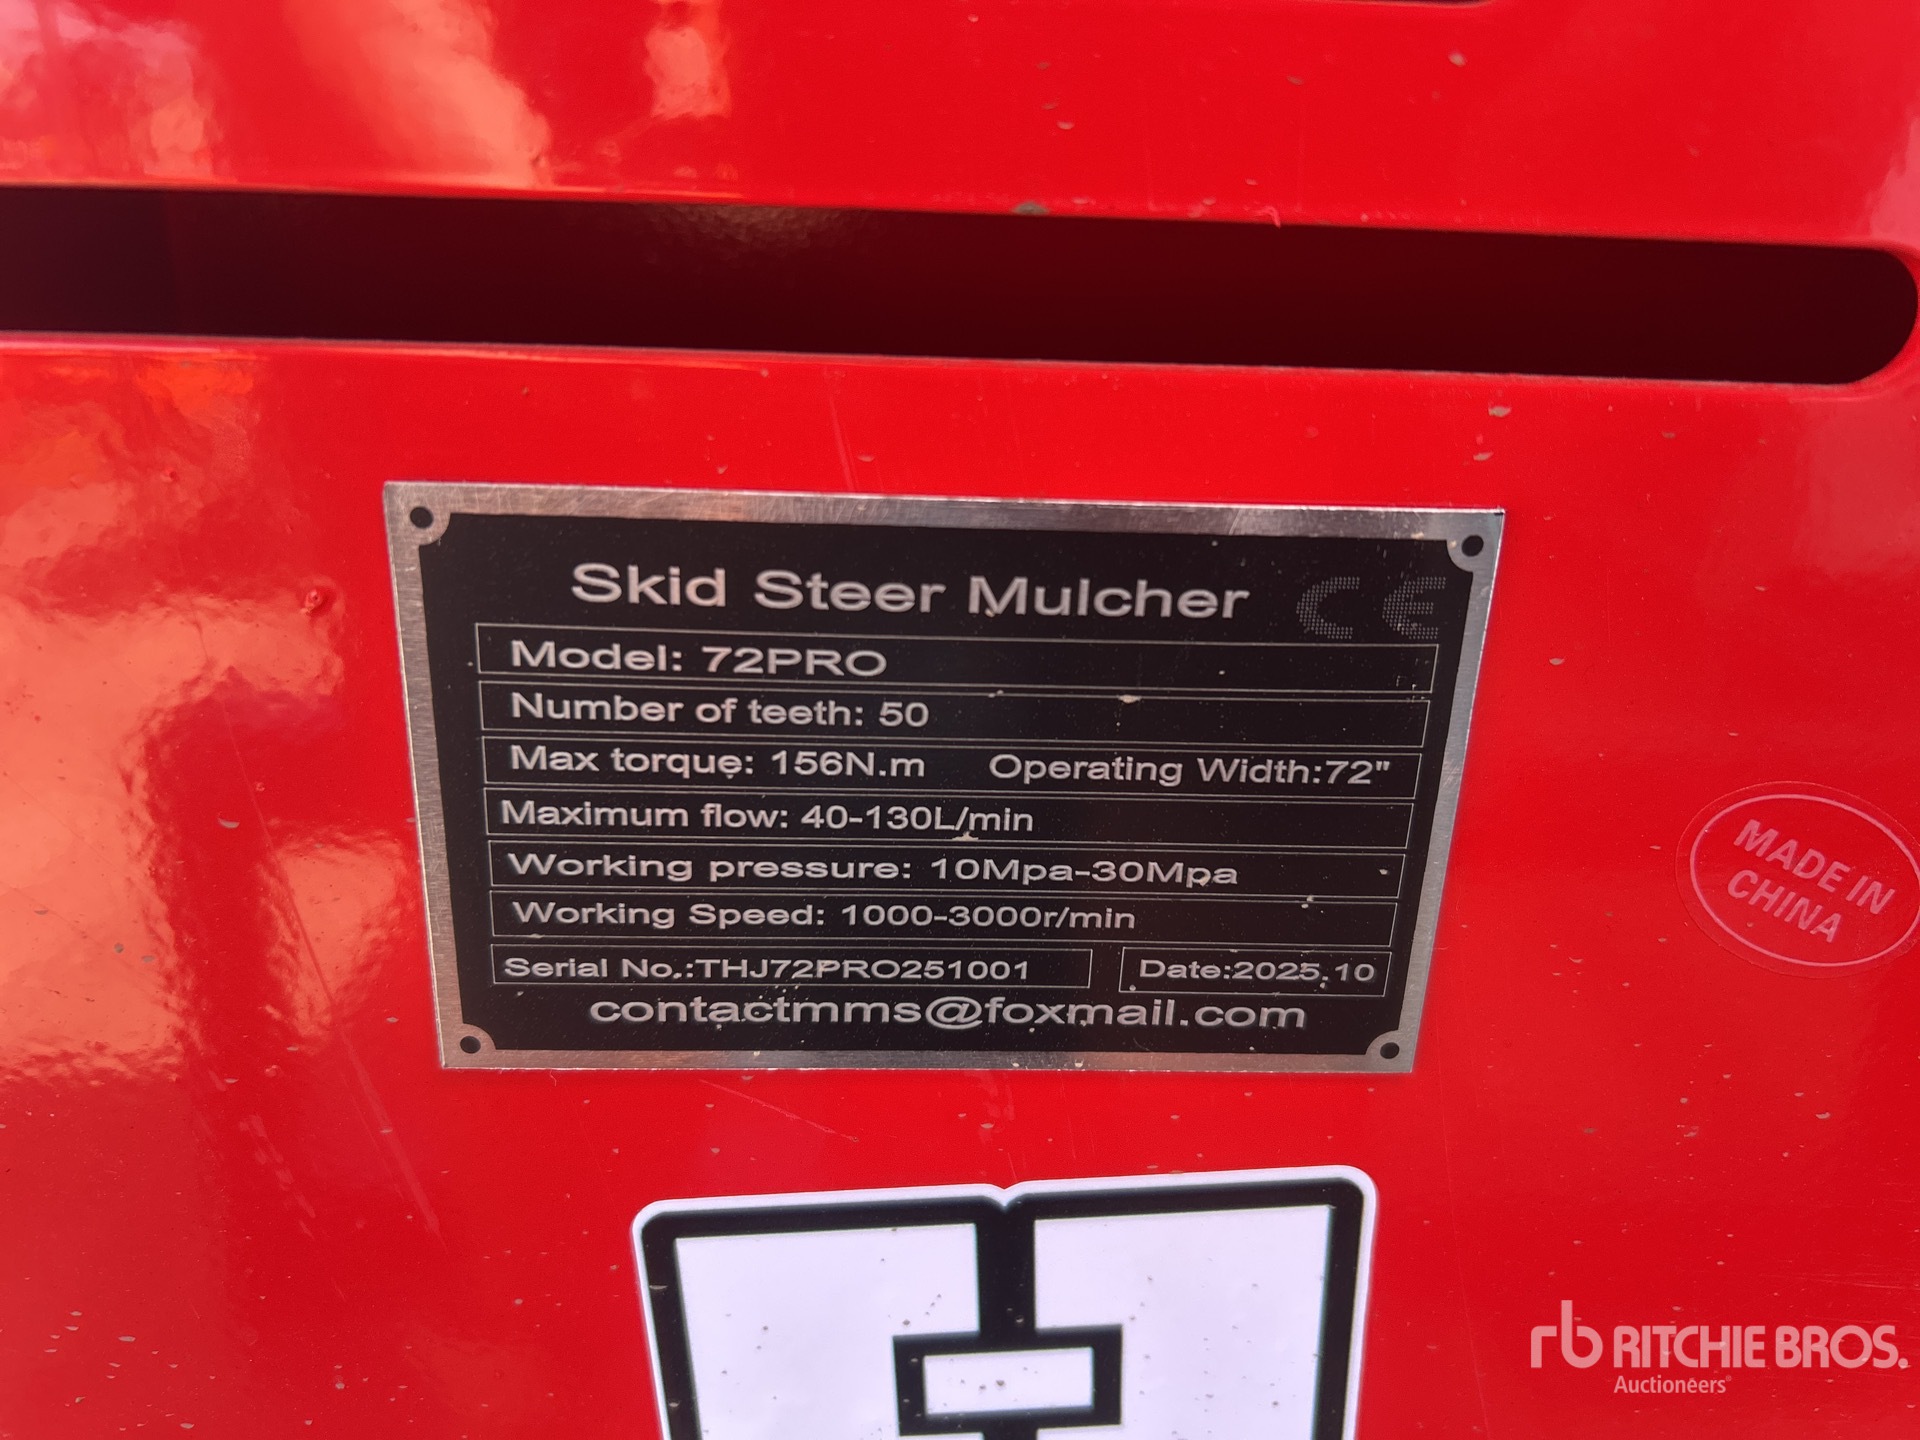 Skid Steer Mulcher CE
Model: 72PRO
Number of teeth: 50
Max torque: 156N.m Operating Width:72"
Maximum flow: 40-130L/min
Working pressure: 10Mpa-30Mpa
Working Speed: 1000-3000r/min
Serial No.:THJ72PRO251001 Date:2025.10
contactmms@foxmail.com
MADE IN
CHINA
rb RITCHIE BROS.
Auctioneers